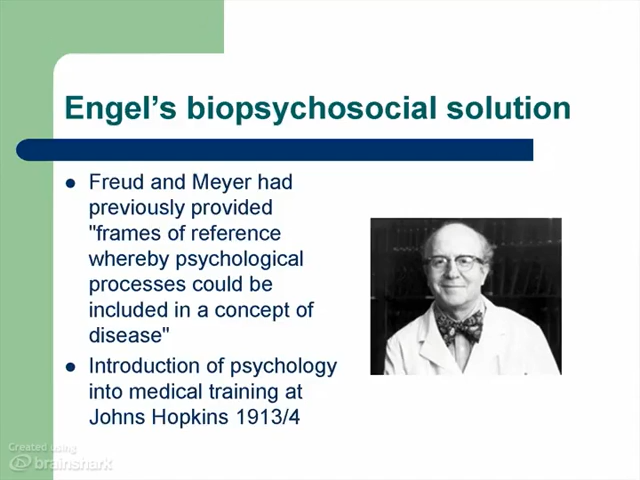 Engel’s biopsychosocial solution
Freud and Meyer had
previously provided
"frames of reference
whereby psychological
processes could be
included in a concept of
disease"
Introduction of psychology
into medical training at
Johns Hopkins 1913/4
Created using
brainshark